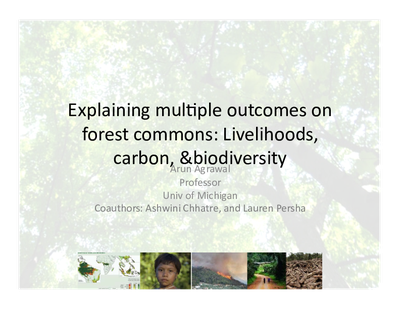 Explaining multiple outcomes on
forest commons: Livelihoods,
carbon, &biodiversity
Arun Agrawal
Professor
Univ of Michigan
Coauthors: Ashwini Chhatre, and Lauren Persha